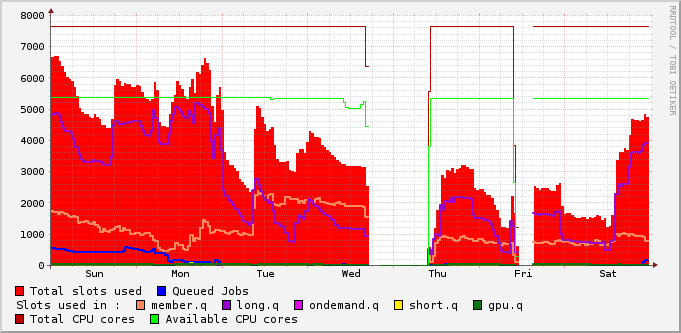 8000
7000
6000
5000
4000
3000
2000
1000
0
Sun Mon Tue Wed Thu Fri Sat
RRDTOOL / TOBI OETIKER
Total slots used Queued Jobs
Slots used in : member.q long.q ondemand.q short.q gpu.q
Total CPU cores Available CPU cores